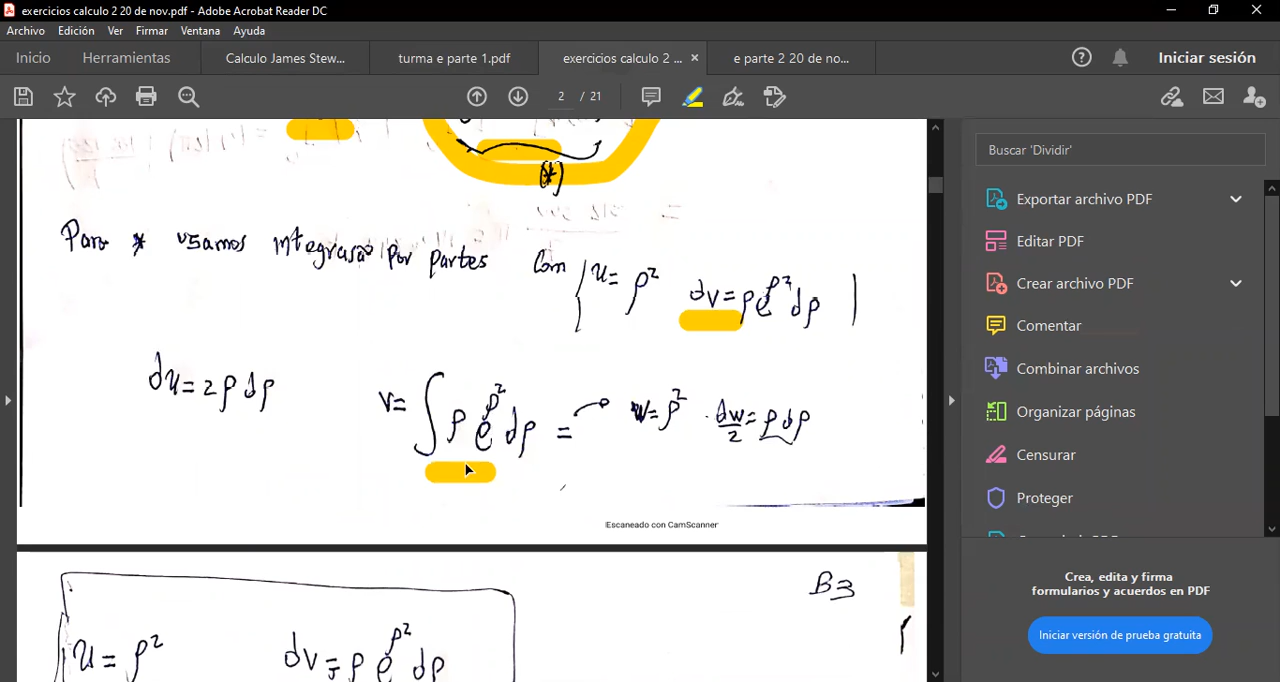 exercicios calculo 2 20 de nov.pdf - Adobe Acrobat Reader DC
Archivo Edición Ver Firmar Ventana Ayuda
Inicio Herramientas Calculo James Stew... turma e parte 1.pdf exercicios calculo 2 ... × e parte 2 20 de no... Iniciar sesión
2 / 21
Buscar 'Dividir'
Exportar archivo PDF
Editar PDF
Crear archivo PDF
Comentar
Combinar archivos
Organizar páginas
Censurar
Proteger
Crea, edita y firma
formularios y acuerdos en PDF
Iniciar versión de prueba gratuita
(*)
Para * usamos integrasão por partes com { u = ρ² dv = ρe^ρ² dρ |
du = 2ρ dρ v = ∫ ρ e^ρ² dρ = w = ρ² · dw/2 = ρ dρ
Escaneado con CamScanner
B3
u = ρ² dv = ρ e^ρ² dρ